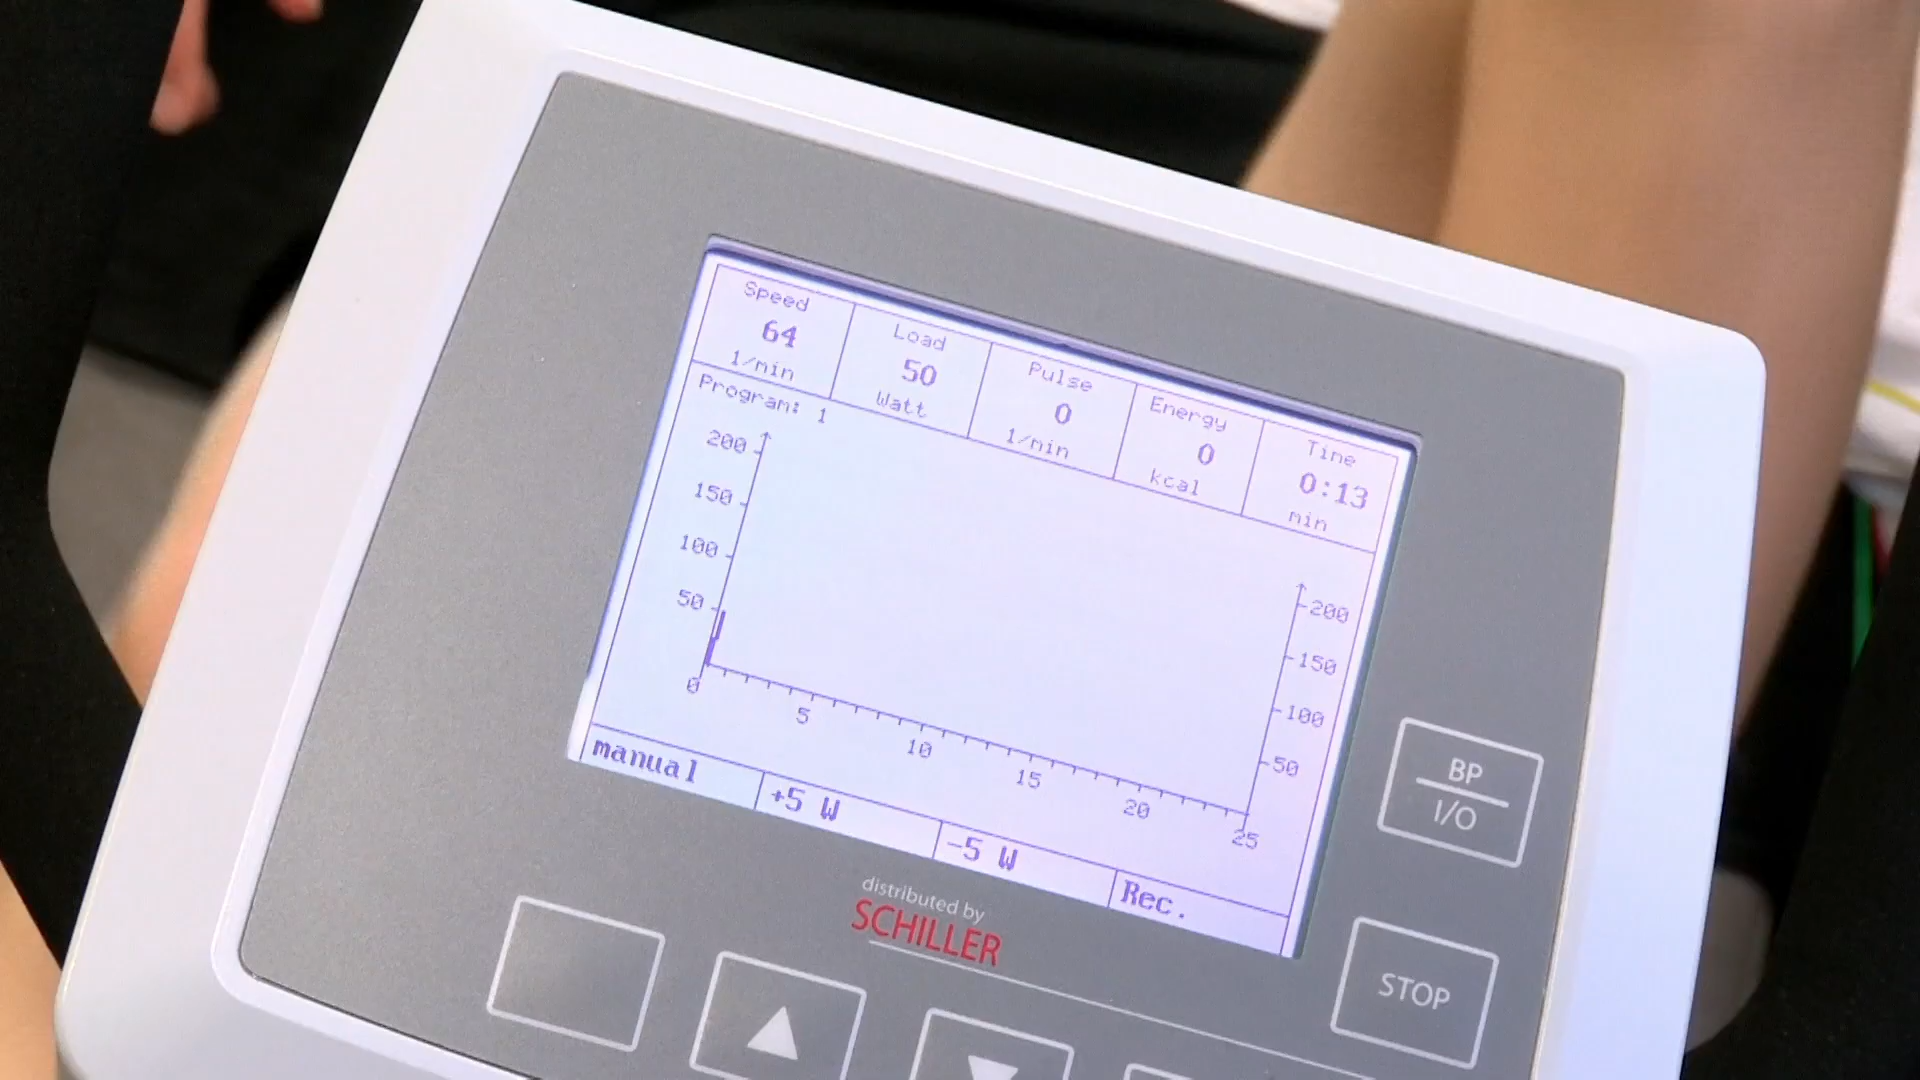 Speed
64
1/min
Load
50
Watt
Pulse
0
1/min
Energy
0
kcal
Time
0:13
min
Program: 1
200
150
100
50
0
5
10
15
20
25
200
150
100
50
manual
+5 W
-5 W
Rec.
distributed by
SCHILLER
BP
I/O
STOP